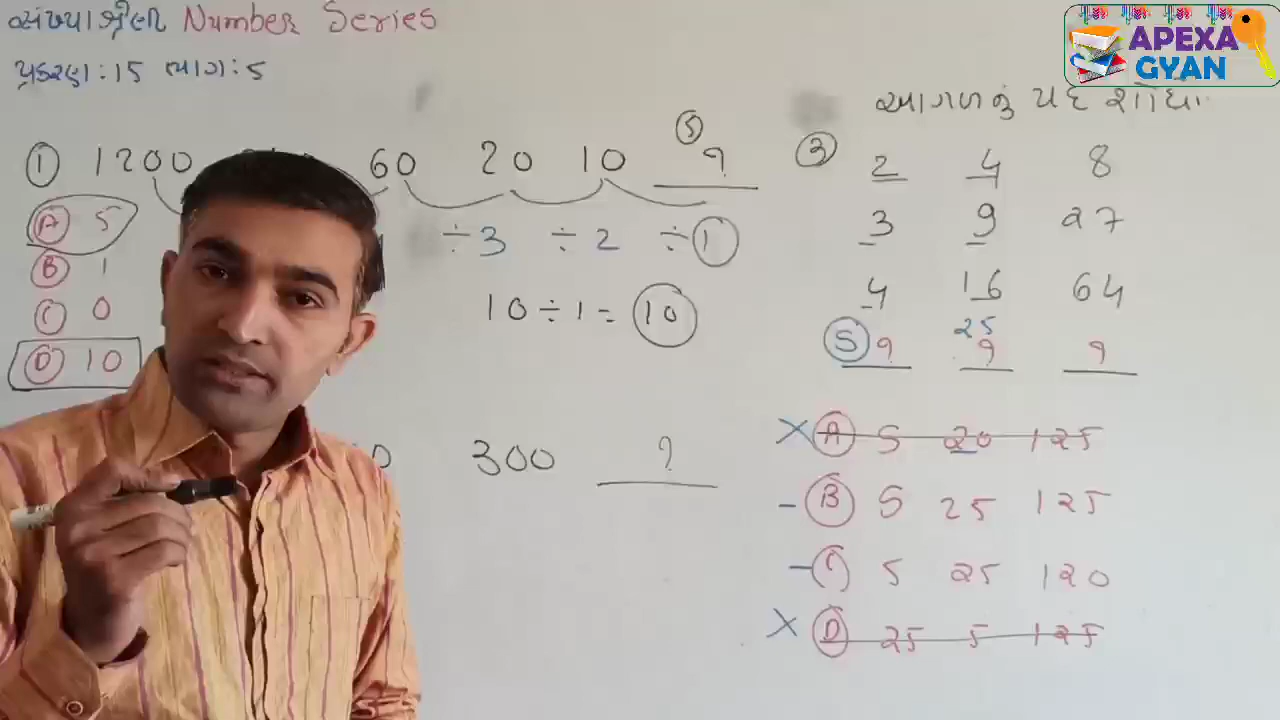 સંખ્યાશ્રેણી Number Series
પ્રકરણ : 15 ભાગ : 5
APEXA
GYAN
આગળનું પદ શોધો.
① 1200 60 20 10 ⑤ ?
÷3 ÷2 ÷1
Ⓐ 5
Ⓑ 1
Ⓒ 0
Ⓓ 10
10 ÷ 1 = 10
300 ?
③ 2 4 8
3 9 27
4 16 64
25
5 ? ? ?
× Ⓐ 5 20 125
- Ⓑ 5 25 125
- Ⓒ 5 25 120
× Ⓓ 25 5 125